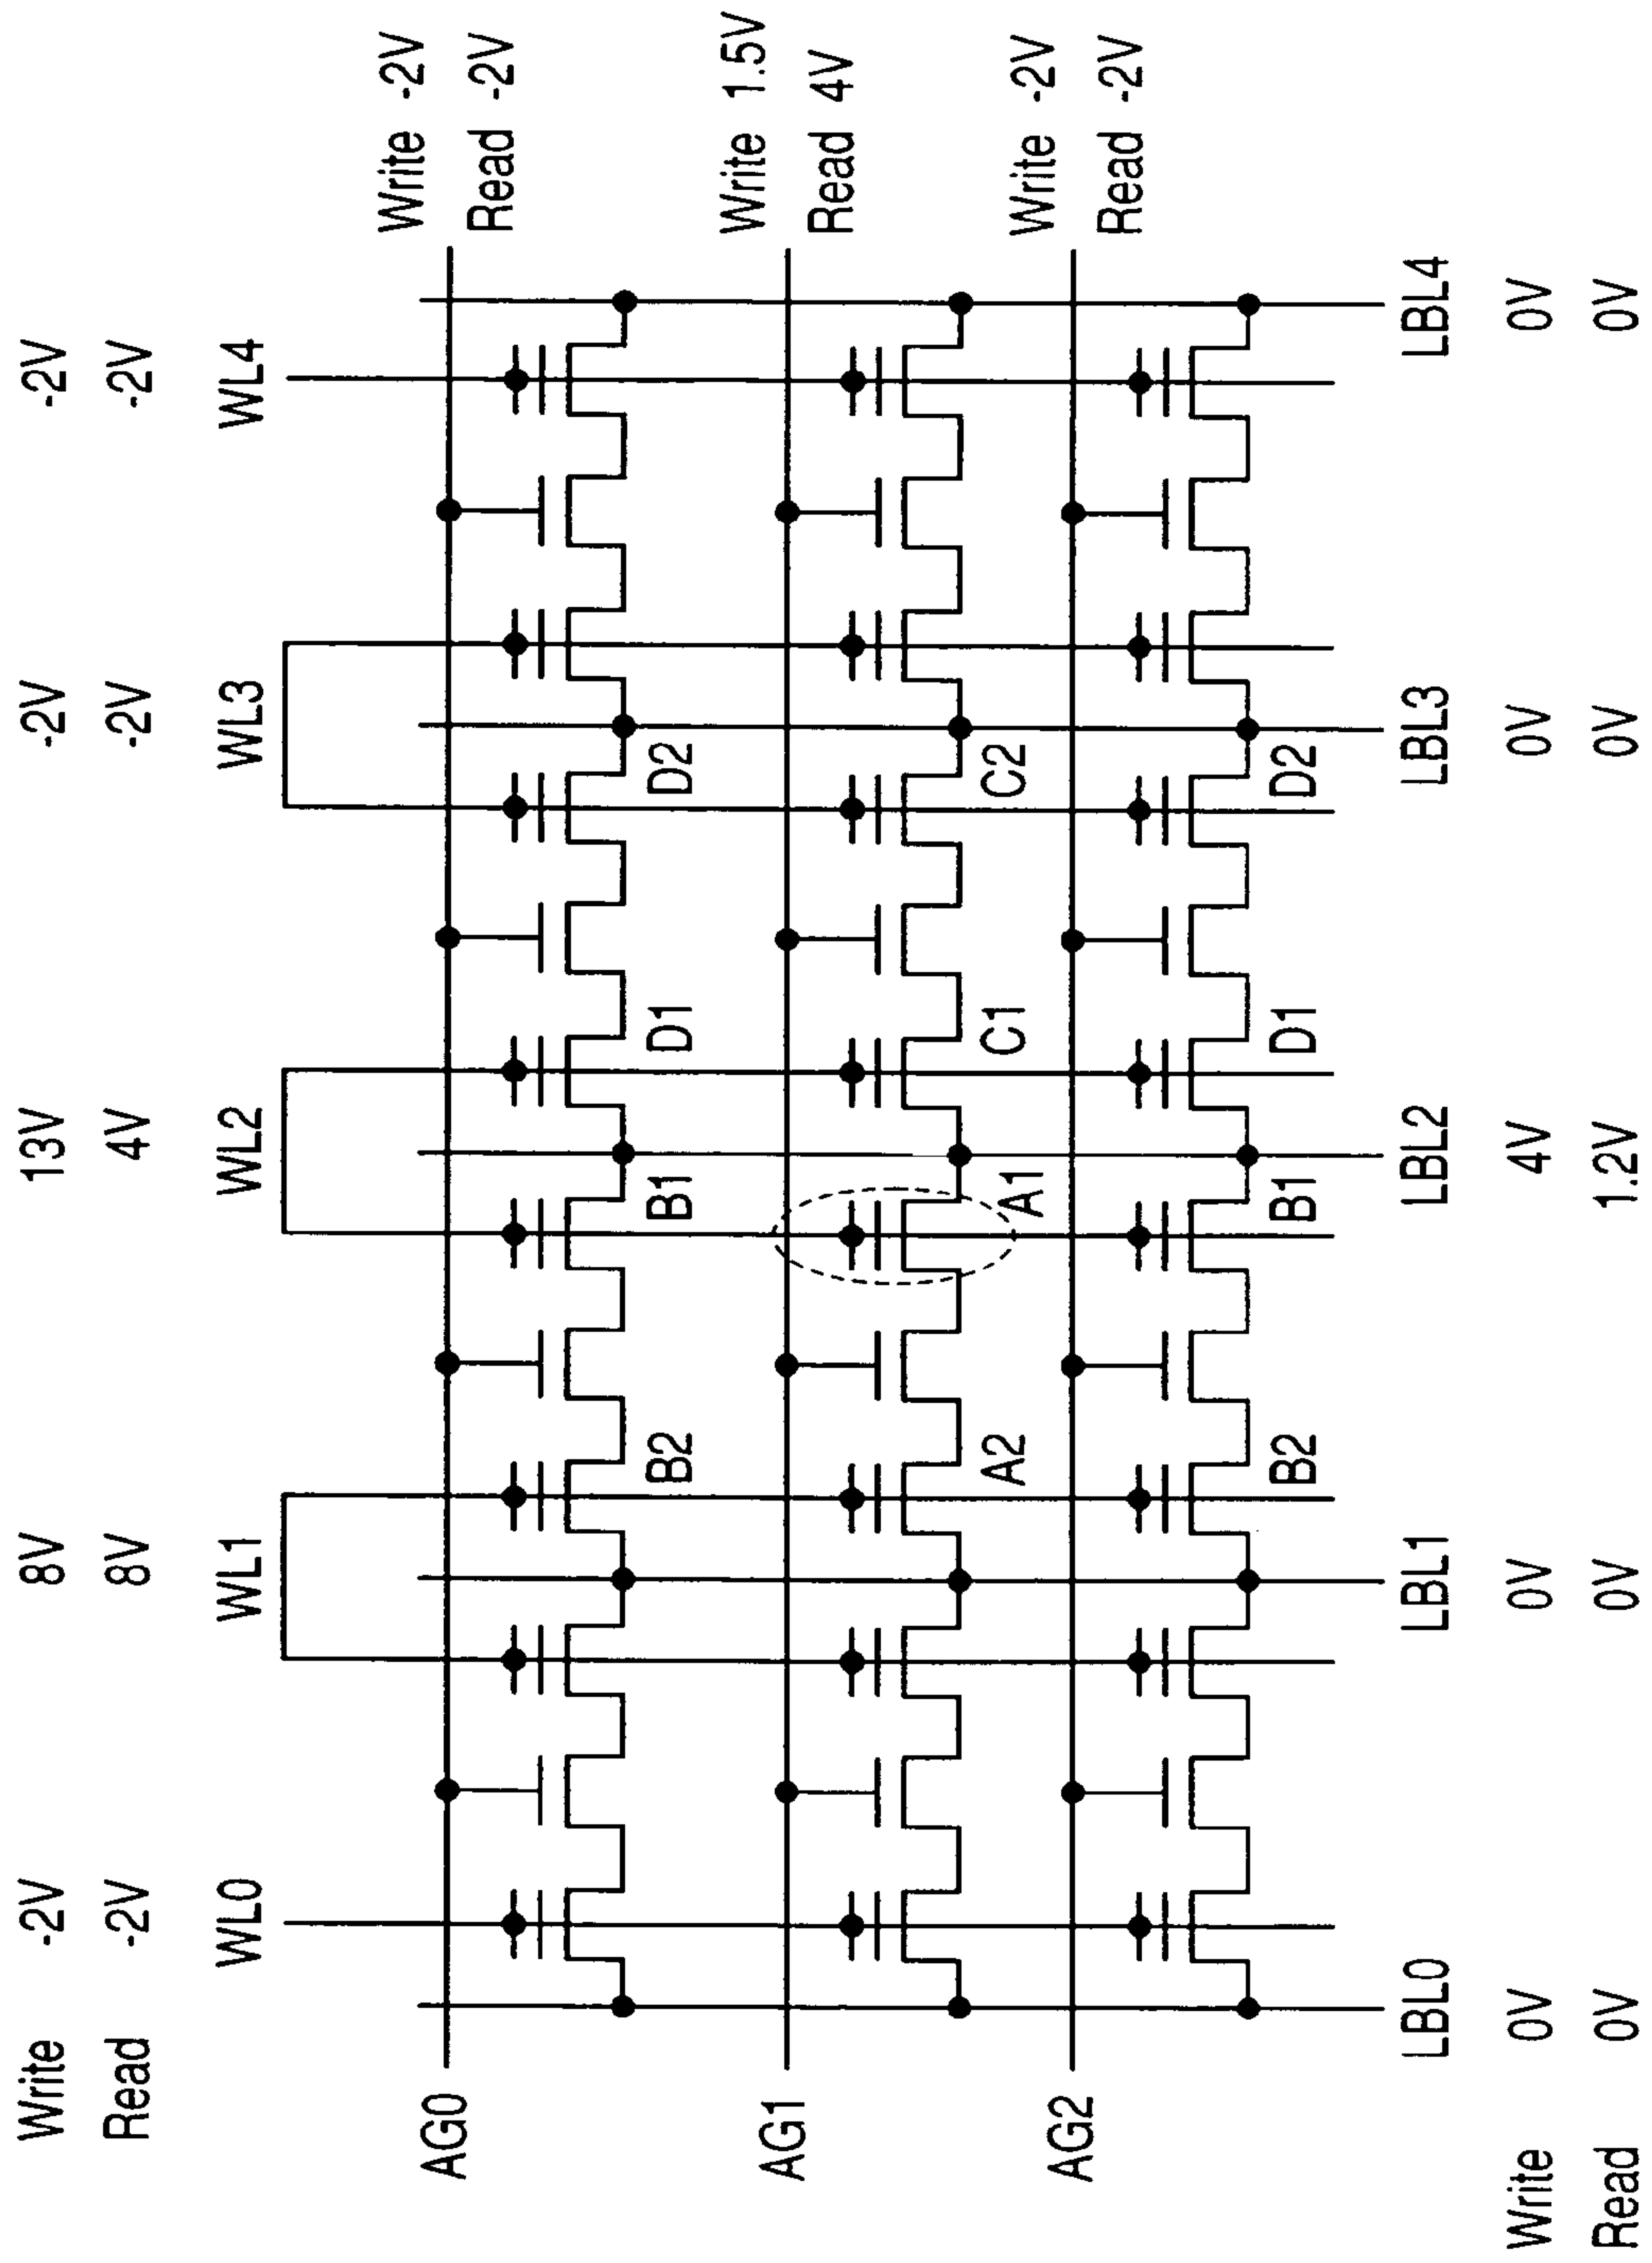 Write -2V 8V 13V -2V -2V
Read -2V 8V 4V -2V -2V
WL0 WL1 WL2 WL3 WL4
Write -2V
AG0
Read -2V
B2 B1 D1 D2
Write 1.5V
AG1
Read 4V
A2 A1 C1 C2
Write -2V
AG2
Read -2V
B2 B1 D1 D2
LBL0 LBL1 LBL2 LBL3 LBL4
Write 0V 0V 4V 0V 0V
Read 0V 0V 1.2V 0V 0V